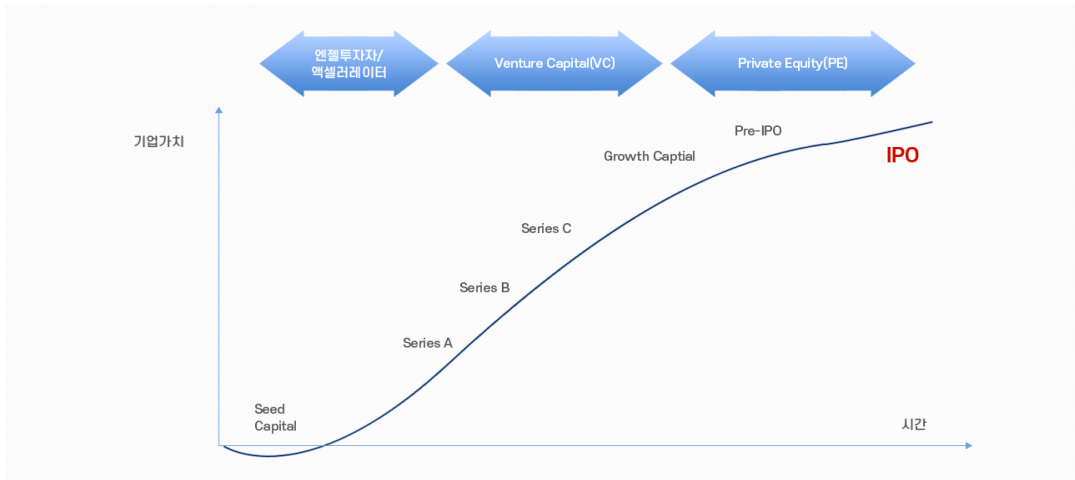 엔젤투자자/
액셀러레이터
Venture Capital(VC)
Private Equity(PE)
기업가치
Pre-IPO
IPO
Growth Captial
Series C
Series B
Series A
Seed
Capital
시간